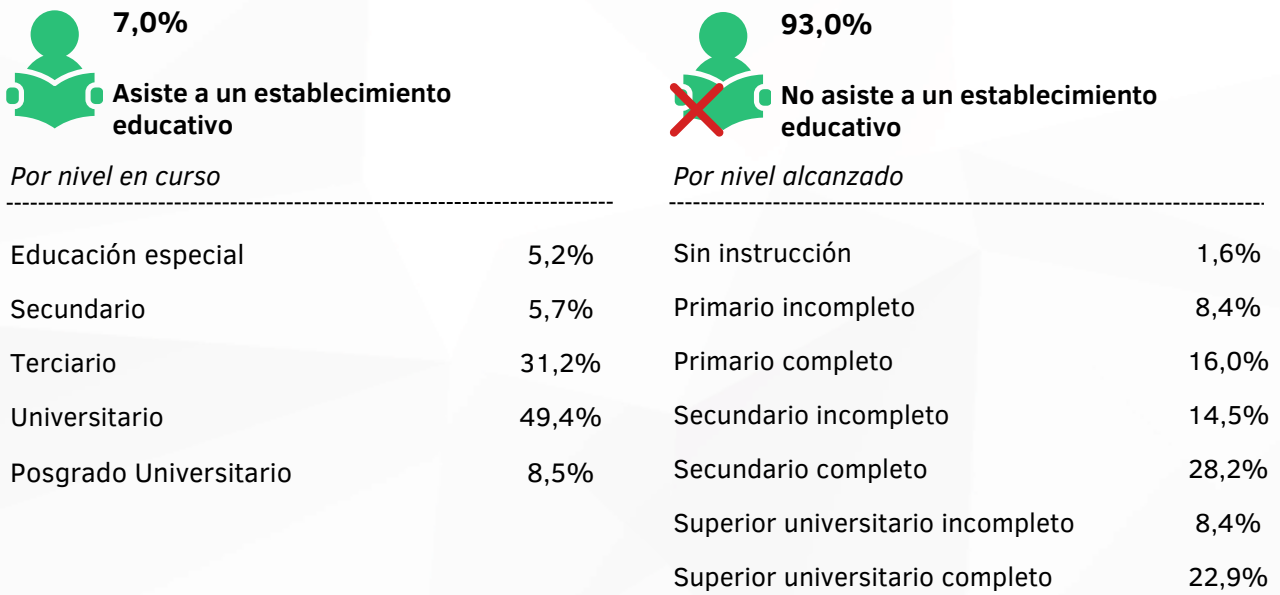 7,0%
Asiste a un establecimiento
educativo
Por nivel en curso
Educación especial 5,2%
Secundario 5,7%
Terciario 31,2%
Universitario 49,4%
Posgrado Universitario 8,5%
93,0%
No asiste a un establecimiento
educativo
Por nivel alcanzado
Sin instrucción 1,6%
Primario incompleto 8,4%
Primario completo 16,0%
Secundario incompleto 14,5%
Secundario completo 28,2%
Superior universitario incompleto 8,4%
Superior universitario completo 22,9%